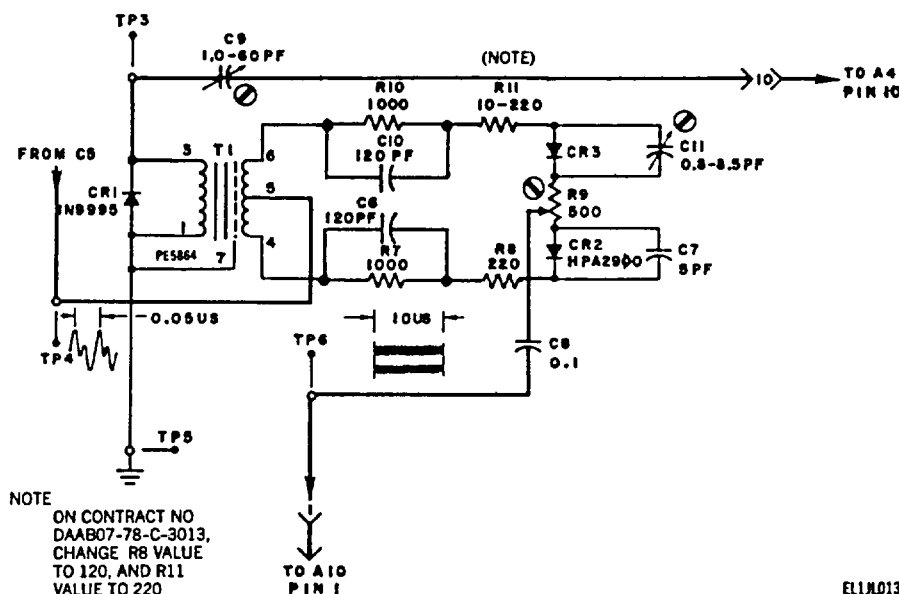 TP3
C9
1.0-60PF
(NOTE)
10
TO A4
PIN 10
R10
1000
R11
10-220
C10
120 PF
CR3
C11
0.8-8.5PF
FROM C5
3
T1
6
CR1
1N9995
5
R9
500
C6
120PF
1
4
CR2
HPA2900
C7
5PF
PE5864
7
R7
1000
R8
220
0.05US
10US
TP4
TP6
C8
0.1
TP5
NOTE
ON CONTRACT NO
DAAB07-78-C-3013,
CHANGE R8 VALUE
TO 120, AND R11
VALUE TO 220
TO A10
PIN 1